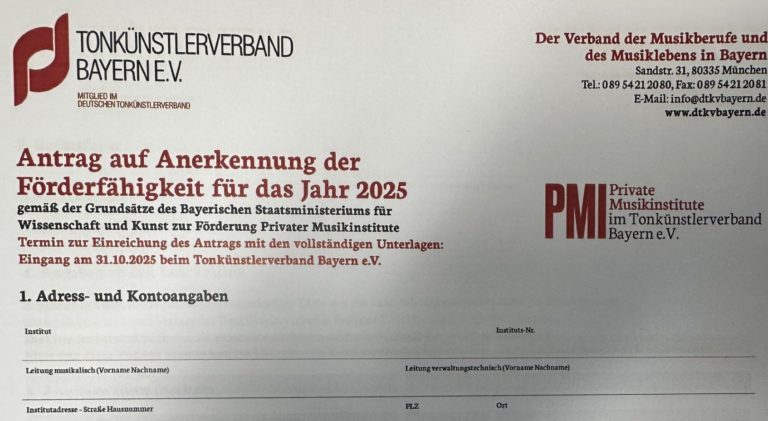 TONKÜNSTLERVERBAND
BAYERN E.V.
MITGLIED IM
DEUTSCHEN TONKÜNSTLERVERBAND
Der Verband der Musikberufe und
des Musiklebens in Bayern
Sandstr. 31, 80335 München
Tel.: 089 54212080, Fax: 089 54212081
E-Mail: info@dtkvbayern.de
www.dtkvbayern.de
Antrag auf Anerkennung der
Förderfähigkeit für das Jahr 2025
gemäß der Grundsätze des Bayerischen Staatsministeriums für
Wissenschaft und Kunst zur Förderung Privater Musikinstitute
Termin zur Einreichung des Antrags mit den vollständigen Unterlagen:
Eingang am 31.10.2025 beim Tonkünstlerverband Bayern e.V.
PMI
Private
Musikinstitute
im Tonkünstlerverband
Bayern e.V.
1. Adress- und Kontoangaben
Institut Instituts-Nr.
Leitung musikalisch (Vorname Nachname) Leitung verwaltungstechnisch (Vorname Nachname)
Institutadresse – Straße Hausnummer PLZ Ort